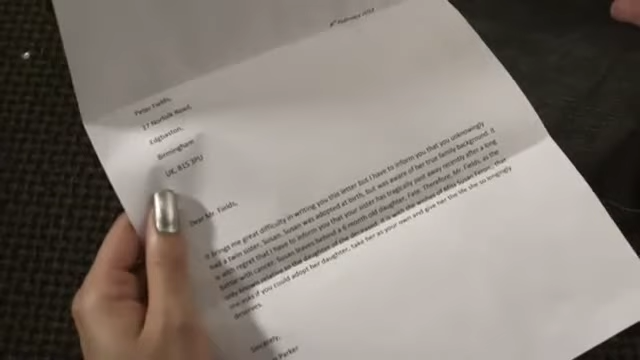 4th February 2012
Peter Fields,
17 Norfolk Road,
Edgbaston,
Birmingham
UK, B15 3PU
Dear Mr. Fields,
It brings me great difficulty in writing you this letter but I have to inform you that you unknowingly
had a twin sister, Susan. Susan was adopted at birth, but was aware of her true family background. It
is with regret that I have to inform you that your sister has tragically past away recently after a long
battle with cancer. Susan leaves behind a 6 month old daughter, Fate. Therefore, Mr. Fields, as the
only known relative to the daughter of the deceased, it is with the wishes of Susan that
she asks if you could adopt her daughter, take her as your own and give her the life she so longingly
deserves.
Sincerely,
Parker